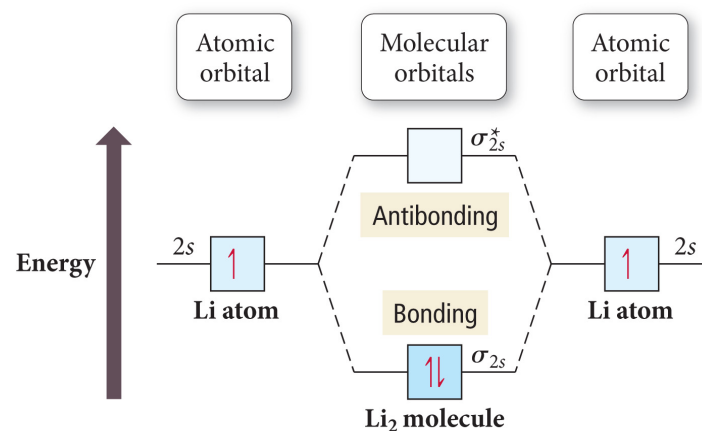 Atomic
orbital
Molecular
orbitals
Atomic
orbital
σ*2s
Antibonding
Energy
2s
↿
Li atom
↿
2s
Li atom
Bonding
↿⇂
σ2s
Li₂ molecule